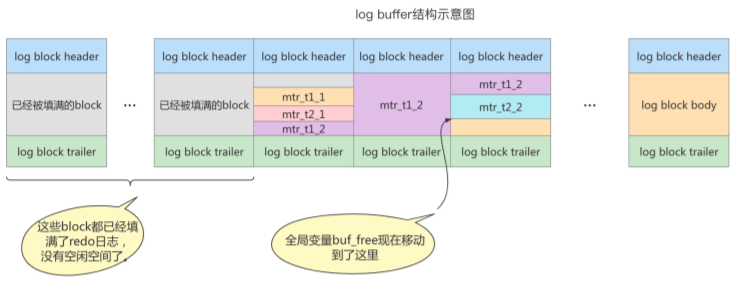 log buffer结构示意图
log block header
log block header
log block header
log block header
log block header
log block header
已经被填满的block
...
已经被填满的block
mtr_t1_1
mtr_t2_1
mtr_t1_2
mtr_t1_2
mtr_t1_2
mtr_t2_2
...
log block body
log block trailer
log block trailer
log block trailer
log block trailer
log block trailer
log block trailer
这些block都已经填
满了redo日志，
没有空闲空间了。
全局变量buf_free现在移动
到了这里